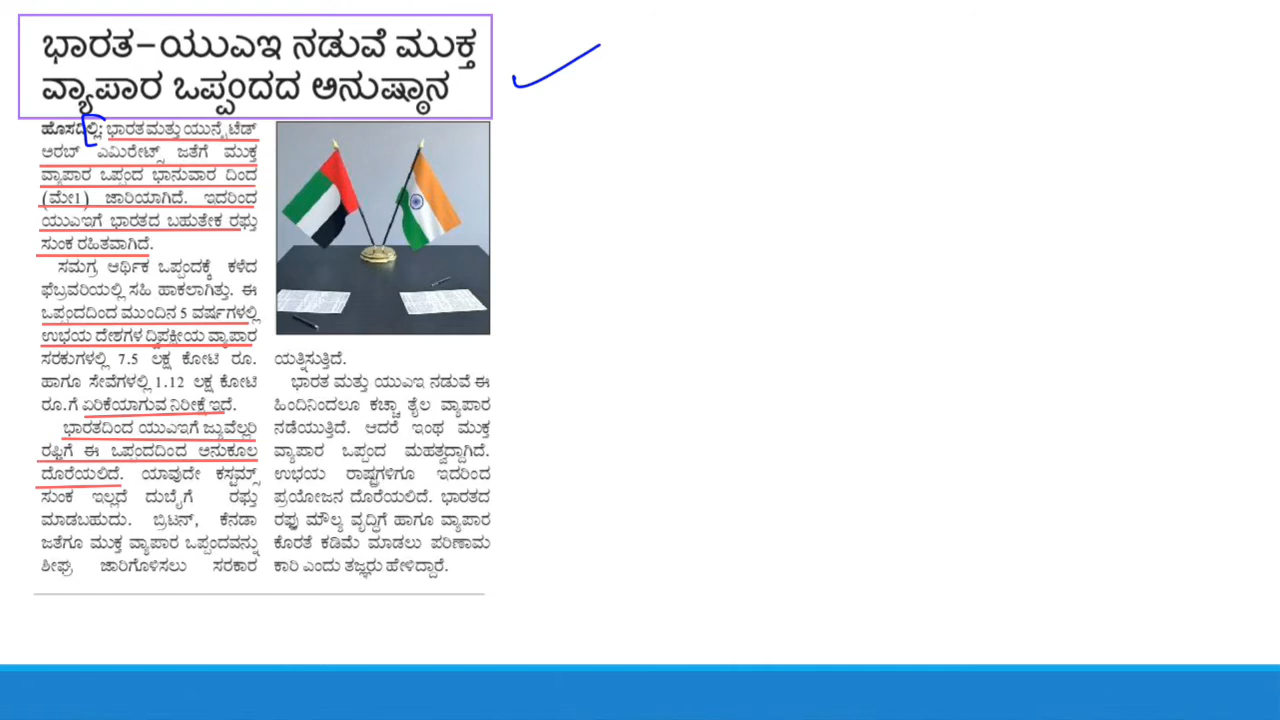 ಭಾರತ–ಯುಎಇ ನಡುವೆ ಮುಕ್ತ
ವ್ಯಾಪಾರ ಒಪ್ಪಂದದ ಅನುಷ್ಠಾನ
ಹೊಸದಿಲ್ಲಿ: ಭಾರತ ಮತ್ತು ಯುನೈಟೆಡ್
ಅರಬ್ ಎಮಿರೇಟ್ಸ್ ಜತೆಗೆ ಮುಕ್ತ
ವ್ಯಾಪಾರ ಒಪ್ಪಂದ ಭಾನುವಾರ ದಿಂದ
(ಮೇ1) ಜಾರಿಯಾಗಿದೆ. ಇದರಿಂದ
ಯುಎಇಗೆ ಭಾರತದ ಬಹುತೇಕ ರಫ್ತು
ಸುಂಕ ರಹಿತವಾಗಿದೆ.
ಸಮಗ್ರ ಆರ್ಥಿಕ ಒಪ್ಪಂದಕ್ಕೆ ಕಳೆದ
ಫೆಬ್ರವರಿಯಲ್ಲಿ ಸಹಿ ಹಾಕಲಾಗಿತ್ತು. ಈ
ಒಪ್ಪಂದದಿಂದ ಮುಂದಿನ 5 ವರ್ಷಗಳಲ್ಲಿ
ಉಭಯ ದೇಶಗಳ ದ್ವಿಪಕ್ಷೀಯ ವ್ಯಾಪಾರ
ಸರಕುಗಳಲ್ಲಿ 7.5 ಲಕ್ಷ ಕೋಟಿ ರೂ.
ಹಾಗೂ ಸೇವೆಗಳಲ್ಲಿ 1.12 ಲಕ್ಷ ಕೋಟಿ
ರೂ.ಗೆ ಏರಿಕೆಯಾಗುವ ನಿರೀಕ್ಷೆ ಇದೆ.
ಭಾರತದಿಂದ ಯುಎಇಗೆ ಜ್ಯುವೆಲ್ಲರಿ
ರಫ್ತಿಗೆ ಈ ಒಪ್ಪಂದದಿಂದ ಅನುಕೂಲ
ದೊರೆಯಲಿದೆ. ಯಾವುದೇ ಕಸ್ಟಮ್ಸ್
ಸುಂಕ ಇಲ್ಲದೆ ದುಬೈಗೆ ರಫ್ತು
ಮಾಡಬಹುದು. ಬ್ರಿಟನ್, ಕೆನಡಾ
ಜತೆಗೂ ಮುಕ್ತ ವ್ಯಾಪಾರ ಒಪ್ಪಂದವನ್ನು
ಶೀಘ್ರ ಜಾರಿಗೊಳಿಸಲು ಸರಕಾರ
ಯತ್ನಿಸುತ್ತಿದೆ.
ಭಾರತ ಮತ್ತು ಯುಎಇ ನಡುವೆ ಈ
ಹಿಂದಿನಿಂದಲೂ ಕಚ್ಚಾ ತೈಲ ವ್ಯಾಪಾರ
ನಡೆಯುತ್ತಿದೆ. ಆದರೆ ಇಂಥ ಮುಕ್ತ
ವ್ಯಾಪಾರ ಒಪ್ಪಂದ ಮಹತ್ವದ್ದಾಗಿದೆ.
ಉಭಯ ರಾಷ್ಟ್ರಗಳಿಗೂ ಇದರಿಂದ
ಪ್ರಯೋಜನ ದೊರೆಯಲಿದೆ. ಭಾರತದ
ರಫ್ತು ಮೌಲ್ಯ ವೃದ್ಧಿಗೆ ಹಾಗೂ ವ್ಯಾಪಾರ
ಕೊರತೆ ಕಡಿಮೆ ಮಾಡಲು ಪರಿಣಾಮ
ಕಾರಿ ಎಂದು ತಜ್ಞರು ಹೇಳಿದ್ದಾರೆ.